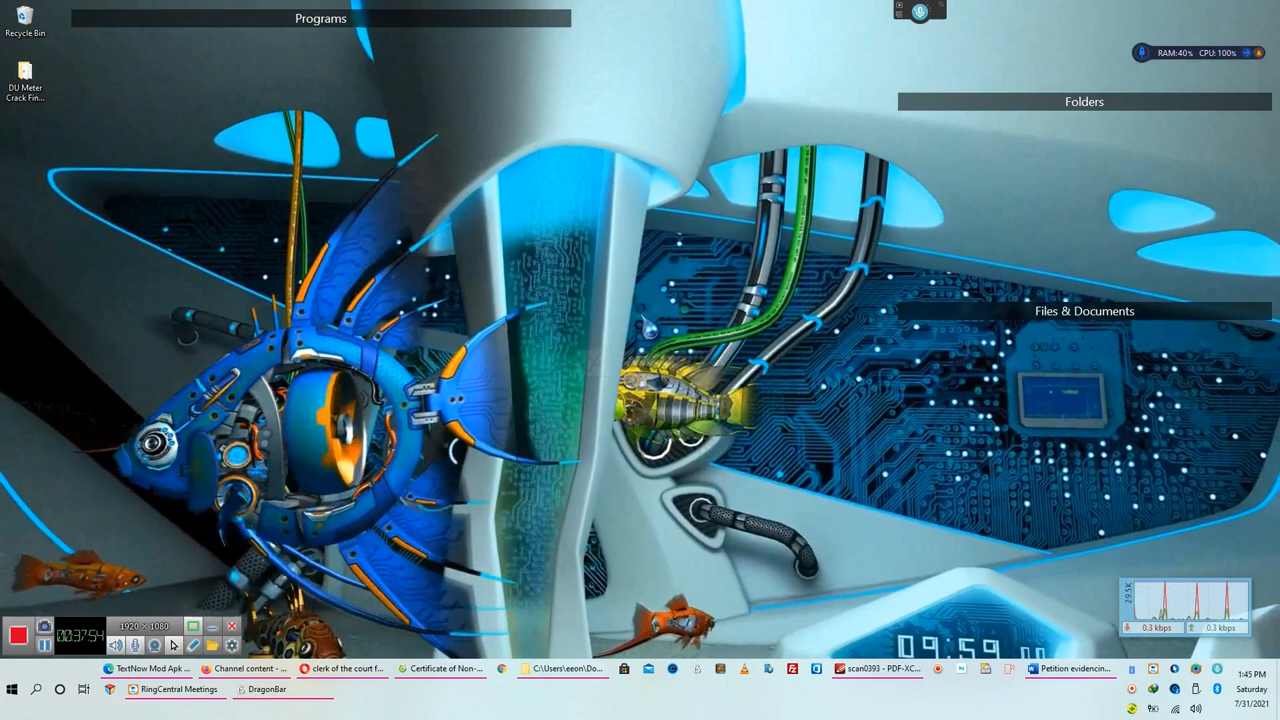 Programs
Recycle Bin
DU Meter
Crack Fin...
RAM:40% CPU:100%
Folders
Files & Documents
09:59
29.5K
0.3 kbps
0.3 kbps
00:37:54
1920 × 1080
TextNow Mod Apk ...
Channel content - ...
clerk of the court f...
Certificate of Non-...
C:\Users\eeon\Do...
scan0393 - PDF-XC...
Petition evidencin...
RingCentral Meetings
DragonBar
1:45 PM
Saturday
7/31/2021